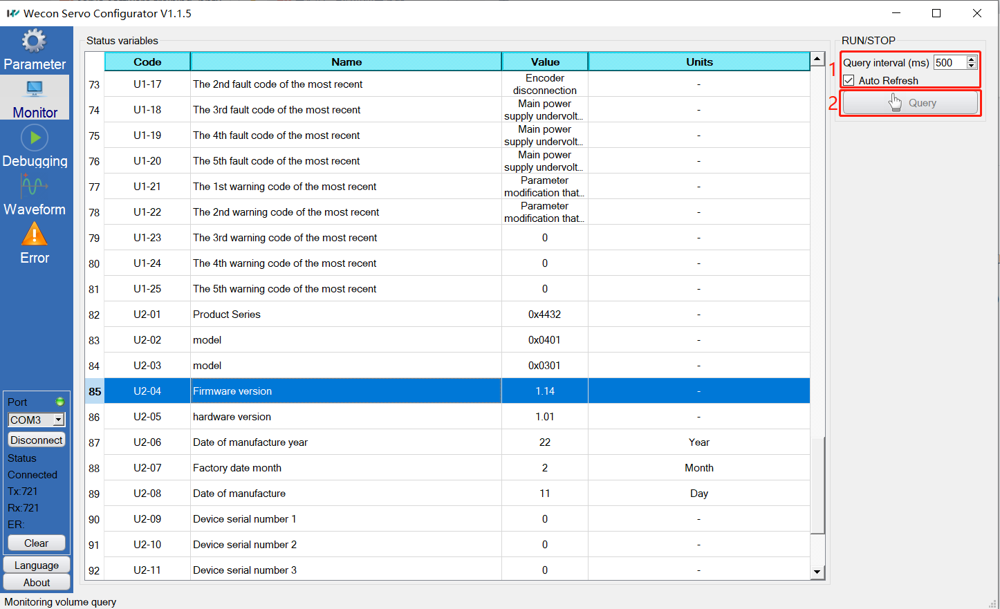 Wecon Servo Configurator V1.1.5
Parameter
Monitor
Debugging
Waveform
Error
Port
COM3
Disconnect
Status
Connected
Tx:721
Rx:721
ER:
Clear
Language
About
Status variables
Code Name Value Units
73 U1-17 The 2nd fault code of the most recent Encoder disconnection -
74 U1-18 The 3rd fault code of the most recent Main power supply undervolt... -
75 U1-19 The 4th fault code of the most recent Main power supply undervolt... -
76 U1-20 The 5th fault code of the most recent Main power supply undervolt... -
77 U1-21 The 1st warning code of the most recent Parameter modification that... -
78 U1-22 The 2nd warning code of the most recent Parameter modification that... -
79 U1-23 The 3rd warning code of the most recent 0 -
80 U1-24 The 4th warning code of the most recent 0 -
81 U1-25 The 5th warning code of the most recent 0 -
82 U2-01 Product Series 0x4432 -
83 U2-02 model 0x0401 -
84 U2-03 model 0x0301 -
85 U2-04 Firmware version 1.14 -
86 U2-05 hardware version 1.01 -
87 U2-06 Date of manufacture year 22 Year
88 U2-07 Factory date month 2 Month
89 U2-08 Date of manufacture 11 Day
90 U2-09 Device serial number 1 0 -
91 U2-10 Device serial number 2 0 -
92 U2-11 Device serial number 3 0 -
RUN/STOP
1 Query interval (ms) 500
Auto Refresh
2 Query
Monitoring volume query